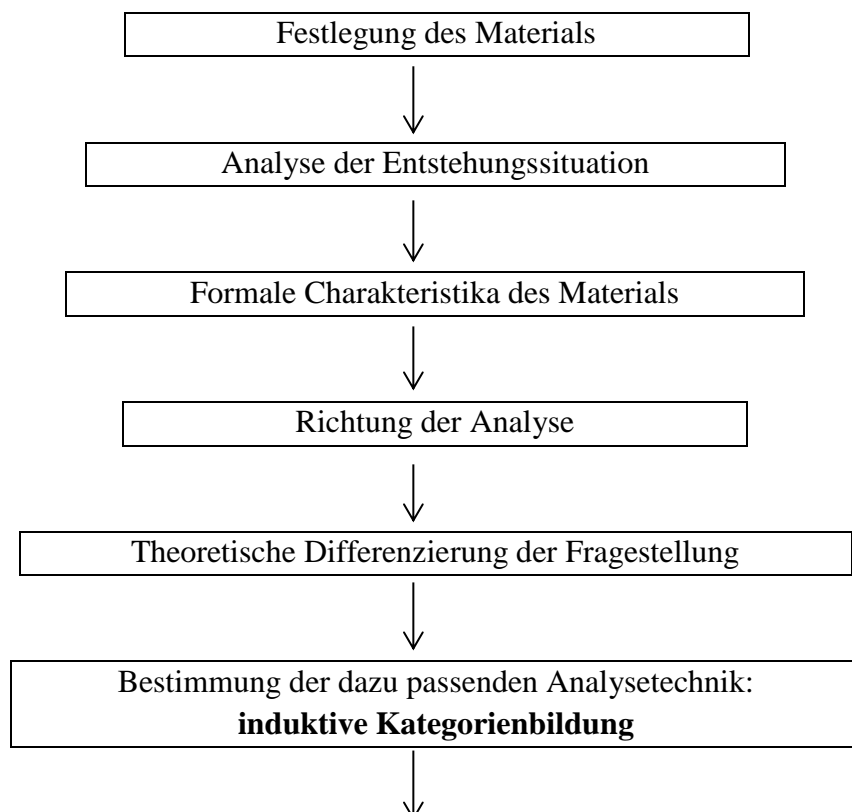 Festlegung des Materials
Analyse der Entstehungssituation
Formale Charakteristika des Materials
Richtung der Analyse
Theoretische Differenzierung der Fragestellung
Bestimmung der dazu passenden Analysetechnik:
induktive Kategorienbildung